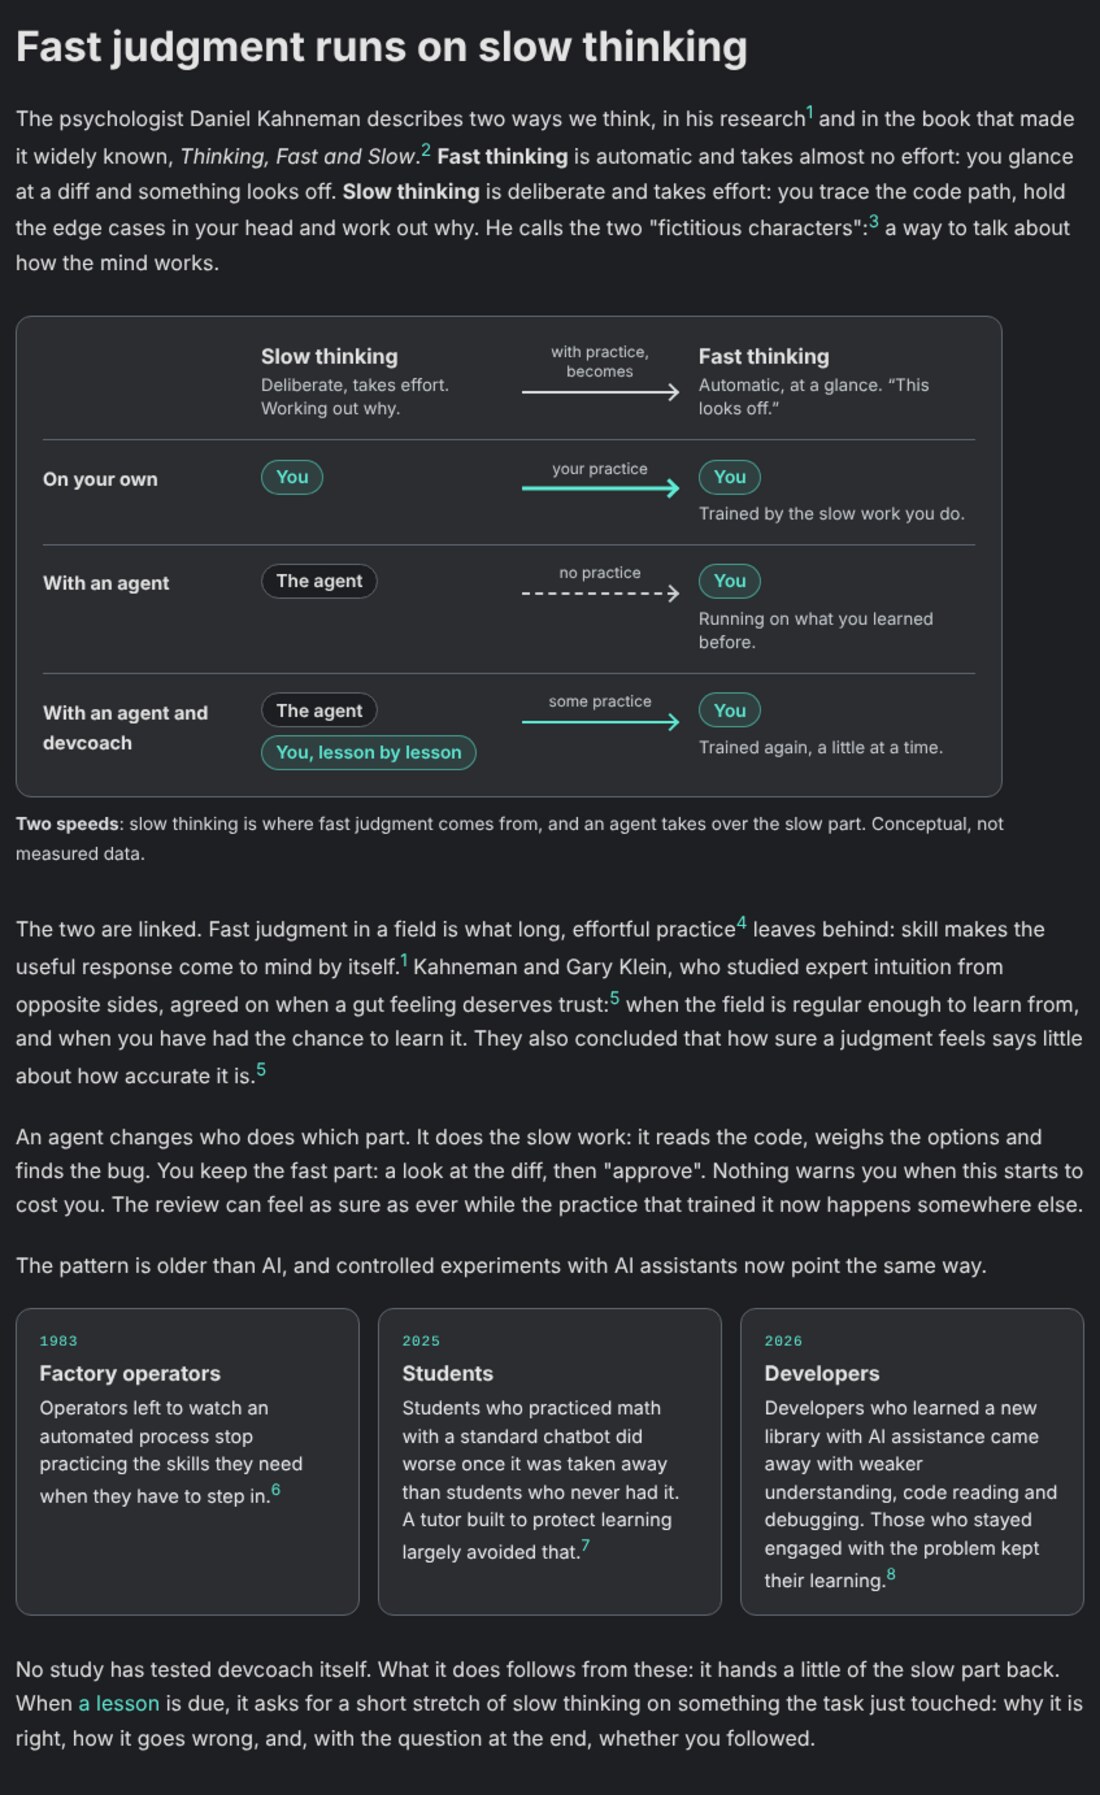 Fast judgment runs on slow thinking
The psychologist Daniel Kahneman describes two ways we think, in his research1 and in the book that made
it widely known, Thinking, Fast and Slow.2 Fast thinking is automatic and takes almost no effort: you glance
at a diff and something looks off. Slow thinking is deliberate and takes effort: you trace the code path, hold
the edge cases in your head and work out why. He calls the two "fictitious characters":3 a way to talk about
how the mind works.
Slow thinking
Deliberate, takes effort.
Working out why.
with practice,
becomes
Fast thinking
Automatic, at a glance. “This
looks off.”
On your own
You
your practice
You
Trained by the slow work you do.
With an agent
The agent
no practice
You
Running on what you learned
before.
With an agent and
devcoach
The agent
You, lesson by lesson
some practice
You
Trained again, a little at a time.
Two speeds: slow thinking is where fast judgment comes from, and an agent takes over the slow part. Conceptual, not
measured data.
The two are linked. Fast judgment in a field is what long, effortful practice4 leaves behind: skill makes the
useful response come to mind by itself.1 Kahneman and Gary Klein, who studied expert intuition from
opposite sides, agreed on when a gut feeling deserves trust:5 when the field is regular enough to learn from,
and when you have had the chance to learn it. They also concluded that how sure a judgment feels says little
about how accurate it is.5
An agent changes who does which part. It does the slow work: it reads the code, weighs the options and
finds the bug. You keep the fast part: a look at the diff, then "approve". Nothing warns you when this starts to
cost you. The review can feel as sure as ever while the practice that trained it now happens somewhere else.
The pattern is older than AI, and controlled experiments with AI assistants now point the same way.
1983
Factory operators
Operators left to watch an
automated process stop
practicing the skills they need
when they have to step in.6
2025
Students
Students who practiced math
with a standard chatbot did
worse once it was taken away
than students who never had it.
A tutor built to protect learning
largely avoided that.7
2026
Developers
Developers who learned a new
library with AI assistance came
away with weaker
understanding, code reading and
debugging. Those who stayed
engaged with the problem kept
their learning.8
No study has tested devcoach itself. What it does follows from these: it hands a little of the slow part back.
When a lesson is due, it asks for a short stretch of slow thinking on something the task just touched: why it is
right, how it goes wrong, and, with the question at the end, whether you followed.